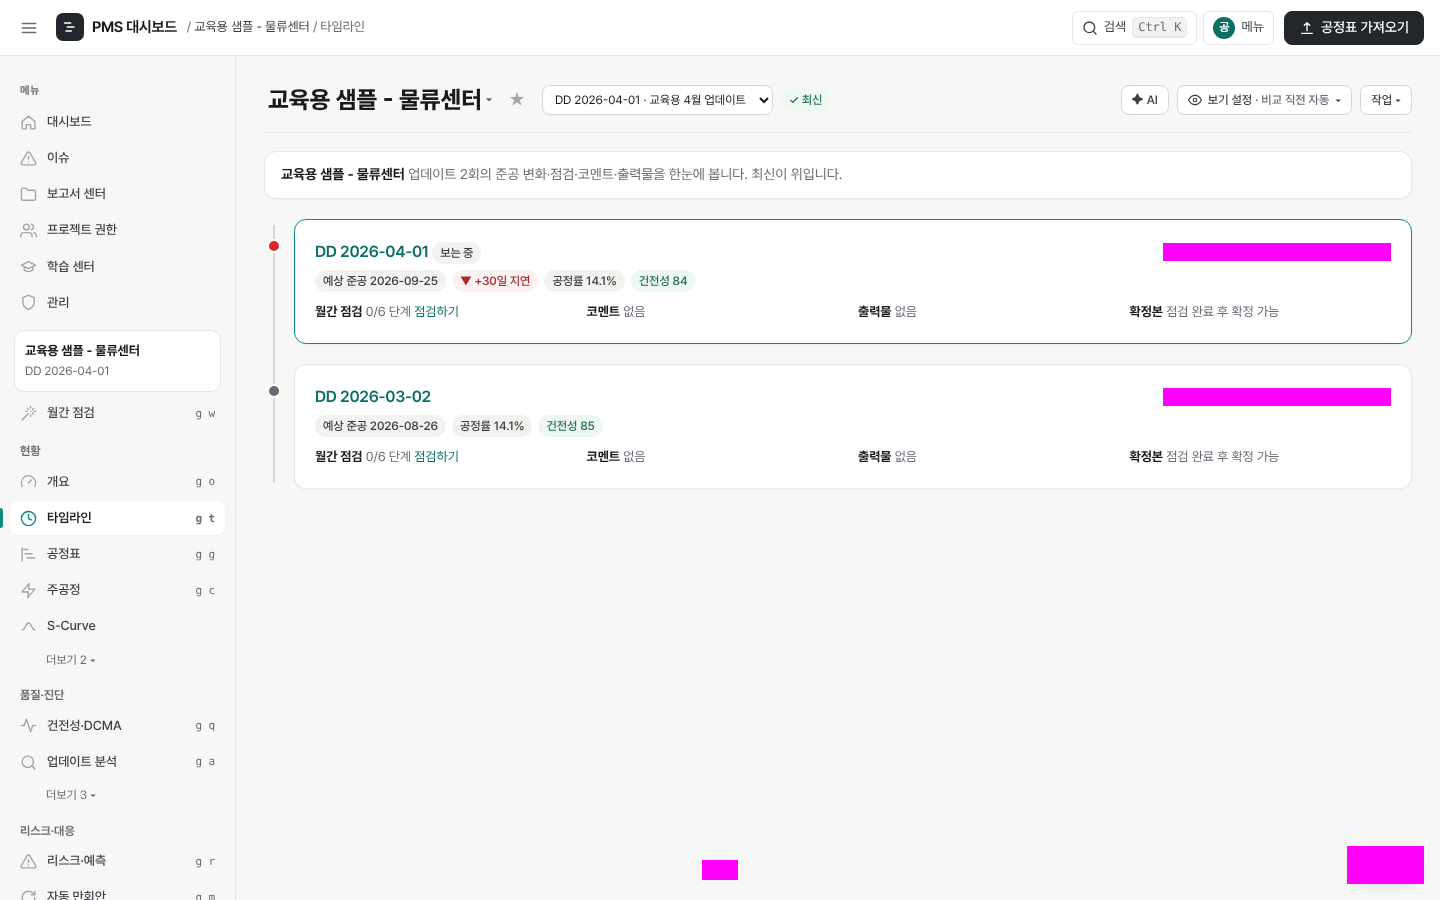 PMS 대시보드 / 교육용 샘플 - 물류센터 / 타임라인
검색 Ctrl K
공 메뉴
공정표 가져오기
메뉴
대시보드
이슈
보고서 센터
프로젝트 권한
학습 센터
관리
교육용 샘플 - 물류센터
DD 2026-04-01
월간 점검 g w
현황
개요 g o
타임라인 g t
공정표 g g
주공정 g c
S-Curve
더보기 2
품질·진단
건전성·DCMA g q
업데이트 분석 g a
더보기 3
리스크·대응
리스크·예측 g r
자동 만회안 g m
교육용 샘플 - 물류센터
DD 2026-04-01 · 교육용 4월 업데이트
✓ 최신
AI
보기 설정 · 비교 직전 자동
작업
교육용 샘플 - 물류센터 업데이트 2회의 준공 변화·점검·코멘트·출력물을 한눈에 봅니다. 최신이 위입니다.
DD 2026-04-01 보는 중
예상 준공 2026-09-25 ▼ +30일 지연 공정률 14.1% 건전성 84
월간 점검 0/6 단계 점검하기 코멘트 없음 출력물 없음 확정본 점검 완료 후 확정 가능
DD 2026-03-02
예상 준공 2026-08-26 공정률 14.1% 건전성 85
월간 점검 0/6 단계 점검하기 코멘트 없음 출력물 없음 확정본 점검 완료 후 확정 가능